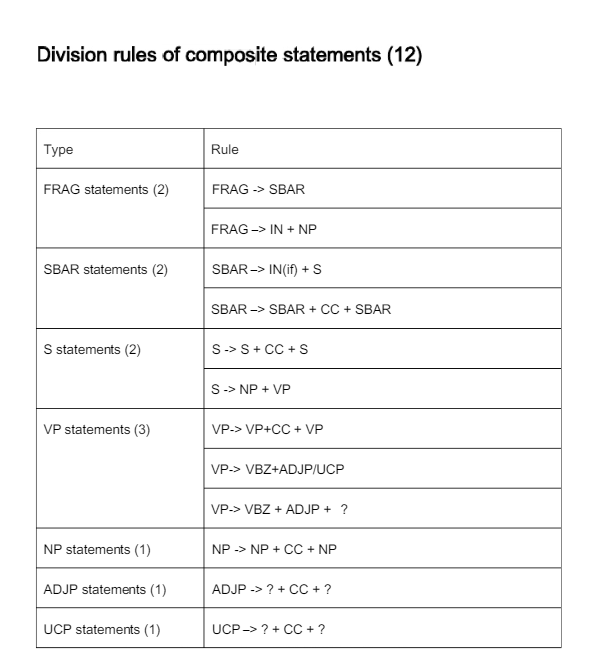 Division rules of composite statements (12)
Type Rule
FRAG statements (2) FRAG -> SBAR
FRAG –> IN + NP
SBAR statements (2) SBAR –> IN(if) + S
SBAR –> SBAR + CC + SBAR
S statements (2) S -> S + CC + S
S -> NP + VP
VP statements (3) VP-> VP+CC + VP
VP-> VBZ+ADJP/UCP
VP-> VBZ + ADJP + ?
NP statements (1) NP -> NP + CC + NP
ADJP statements (1) ADJP -> ? + CC + ?
UCP statements (1) UCP –> ? + CC + ?